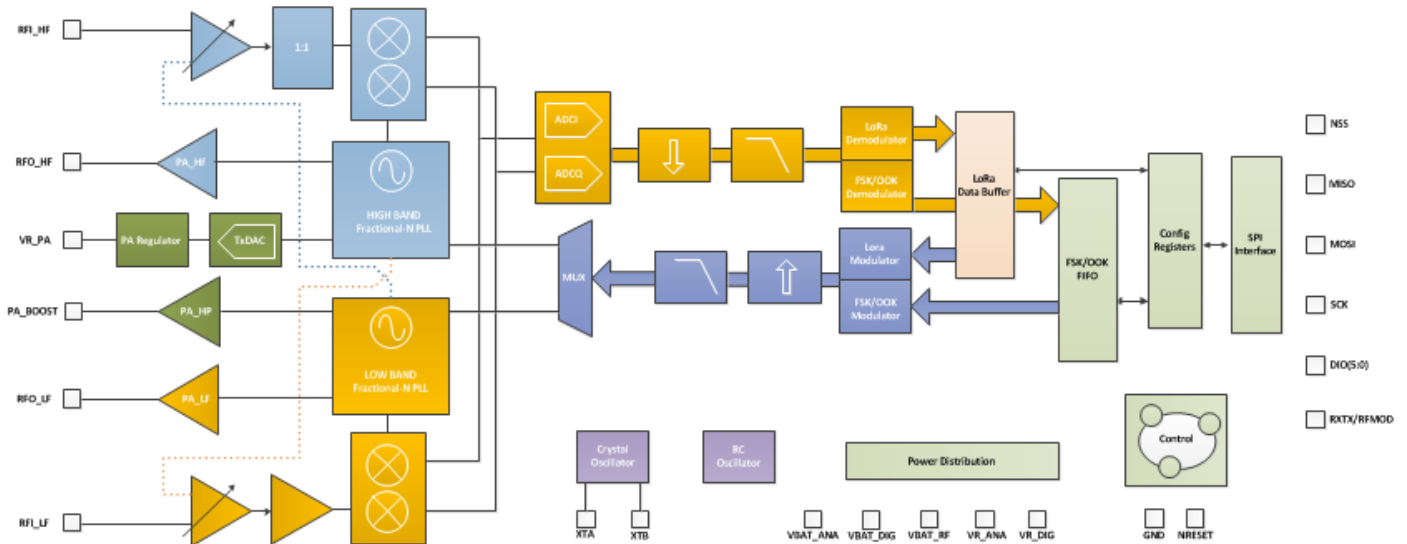 RFI_HF
1:1
RFO_HF
PA_HF
HIGH BAND
Fractional-N PLL
VR_PA
PA Regulator
TxDAC
PA_BOOST
PA_HP
LOW BAND
Fractional-N PLL
RFO_LF
PA_LF
RFI_LF
ADCI
ADCQ
LoRa
Demodulator
FSK/OOK
Demodulator
LoRa
Data Buffer
MUX
Lora
Modulator
FSK/OOK
Modulator
FSK/OOK
FIFO
Config
Registers
SPI
Interface
NSS
MISO
MOSI
SCK
DIO(5:0)
RXTX/RFMOD
Crystal
Oscillator
RC
Oscillator
Power Distribution
Control
XTA
XTB
VBAT_ANA
VBAT_DIG
VBAT_RF
VR_ANA
VR_DIG
GND
NRESET